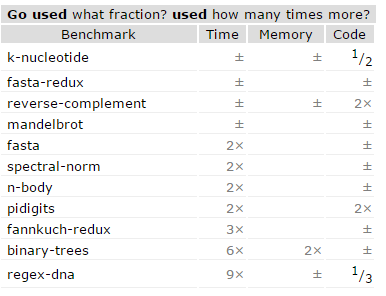 Go used what fraction? used how many times more?
Benchmark Time Memory Code
k-nucleotide ± ± 1/2
fasta-redux ± ±
reverse-complement ± ± 2×
mandelbrot ± ±
fasta 2× ±
spectral-norm 2× ±
n-body 2× ±
pidigits 2× 2×
fannkuch-redux 3× ±
binary-trees 6× 2× ±
regex-dna 9× ± 1/3